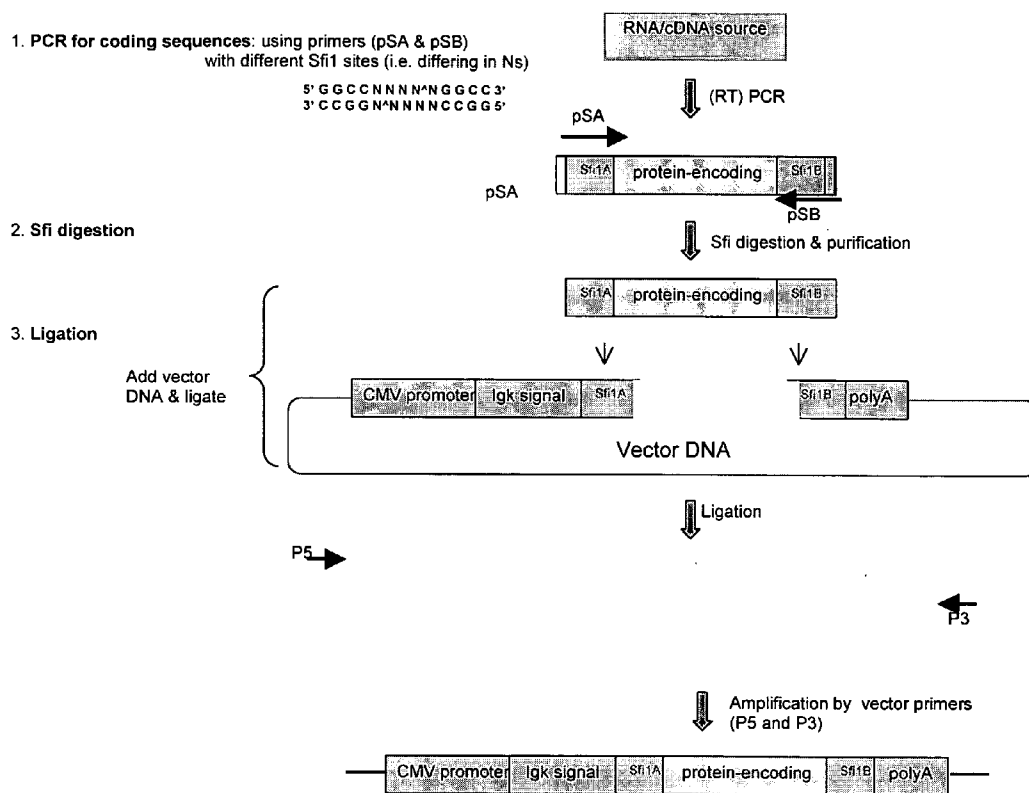 RNA/cDNA source
1. PCR for coding sequences: using primers (pSA & pSB)
with different Sfi1 sites (i.e. differing in Ns)
5' G G C C N N N N^N G G C C 3'
3' C C G G N^N N N N C C G G 5'
(RT) PCR
pSA
Sfi1A protein-encoding Sfi1B
pSA
pSB
2. Sfi digestion
Sfi digestion & purification
Sfi1A protein-encoding Sfi1B
3. Ligation
Add vector
DNA & ligate
CMV promoter Igk signal Sfi1A Sfi1B polyA
Vector DNA
Ligation
P5
P3
Amplification by vector primers
(P5 and P3)
CMV promoter Igk signal Sfi1A protein-encoding Sfi1B polyA